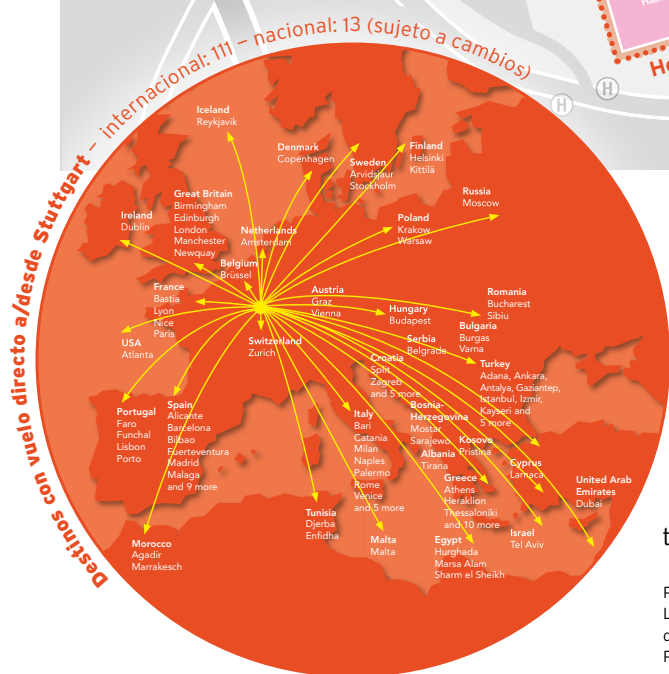 Destinos con vuelo directo a/desde Stuttgart – internacional: 111 – nacional: 13 (sujeto a cambios)
H
H
Iceland
Reykjavik
Denmark
Copenhagen
Sweden
Arvidsjaur
Stockholm
Finland
Helsinki
Kittilä
Russia
Moscow
Ireland
Dublin
Great Britain
Birmingham
Edinburgh
London
Manchester
Newquay
Netherlands
Amsterdam
Poland
Krakow
Warsaw
Belgium
Brüssel
France
Bastia
Lyon
Nice
Paris
Austria
Graz
Vienna
Hungary
Budapest
Romania
Bucharest
Sibiu
Bulgaria
Burgas
Varna
USA
Atlanta
Switzerland
Zurich
Serbia
Belgrade
Croatia
Split
Zagreb
and 5 more
Turkey
Adana, Ankara,
Antalya, Gaziantep,
Istanbul, Izmir,
Kayseri and
5 more
Portugal
Faro
Funchal
Lisbon
Porto
Spain
Alicante
Barcelona
Bilbao
Fuerteventura
Madrid
Malaga
and 9 more
Italy
Bari
Catania
Milan
Naples
Palermo
Rome
Venice
and 5 more
Bosnia-
Herzegovina
Mostar
Sarajewo
Kosovo
Pristina
Albania
Tirana
Greece
Athens
Heraklion
Thessaloniki
and 10 more
Cyprus
Larnaca
United Arab
Emirates
Dubai
Tunisia
Djerba
Enfidha
Malta
Malta
Egypt
Hurghada
Marsa Alam
Sharm el Sheikh
Israel
Tel Aviv
Morocco
Agadir
Marrakesch